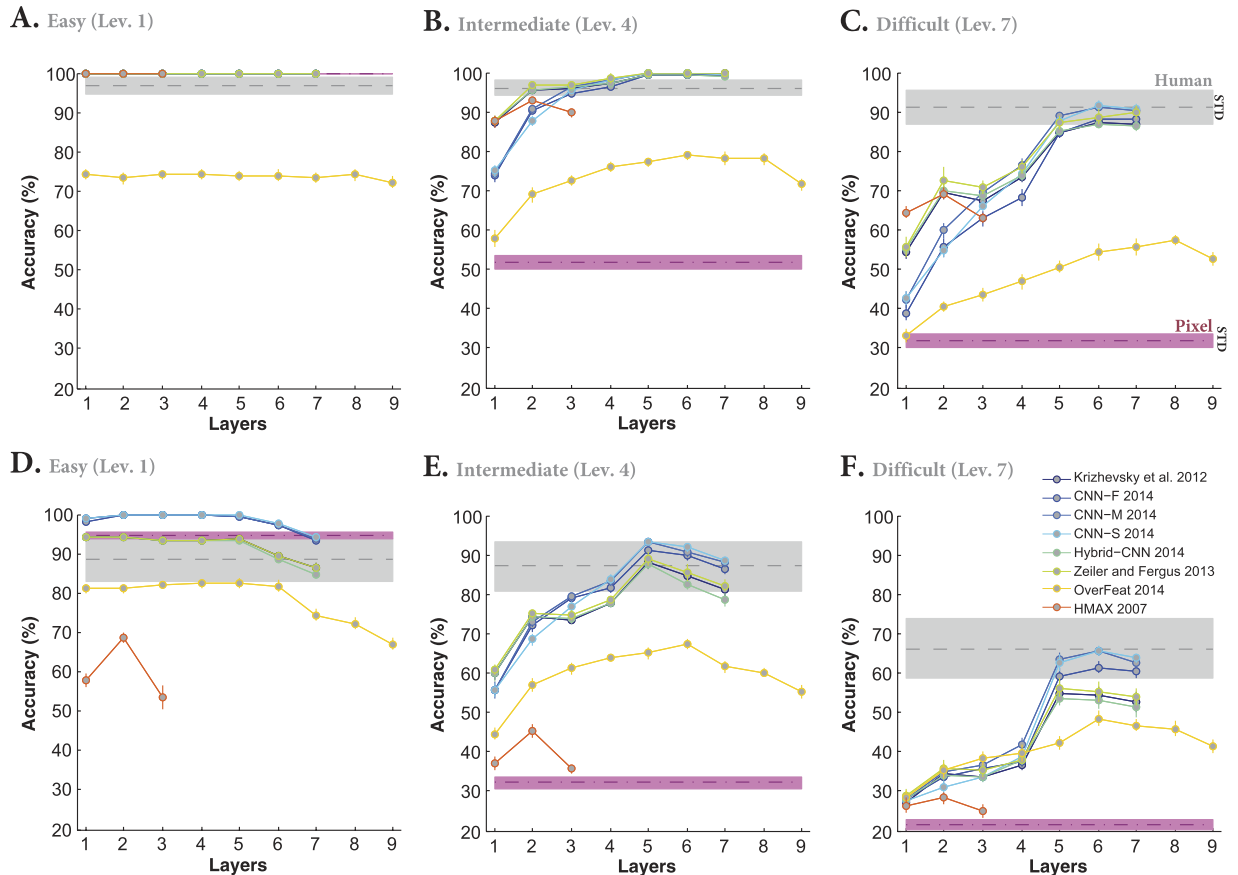 A. Easy (Lev. 1)
B. Intermediate (Lev. 4)
C. Difficult (Lev. 7)
Accuracy (%)
100
90
80
70
60
50
40
30
20
1 2 3 4 5 6 7 8 9
Layers
Accuracy (%)
100
90
80
70
60
50
40
30
20
1 2 3 4 5 6 7 8 9
Layers
Accuracy (%)
100
90
80
70
60
50
40
30
20
Human
STD
Pixel
STD
1 2 3 4 5 6 7 8 9
Layers
D. Easy (Lev. 1)
E. Intermediate (Lev. 4)
F. Difficult (Lev. 7)
Accuracy (%)
100
90
80
70
60
50
40
30
20
1 2 3 4 5 6 7 8 9
Layers
Accuracy (%)
100
90
80
70
60
50
40
30
20
1 2 3 4 5 6 7 8 9
Layers
Accuracy (%)
100
90
80
70
60
50
40
30
20
Krizhevsky et al. 2012
CNN−F 2014
CNN−M 2014
CNN−S 2014
Hybrid−CNN 2014
Zeiler and Fergus 2013
OverFeat 2014
HMAX 2007
1 2 3 4 5 6 7 8 9
Layers